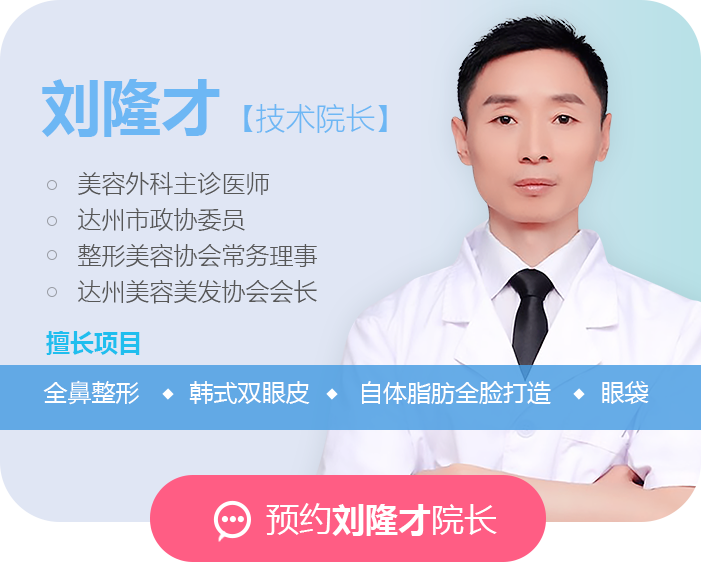 刘隆才【技术院长】
美容外科主诊医师
达州市政协委员
整形美容协会常务理事
达州美容美发协会会长
擅长项目
全鼻整形 ◆ 韩式双眼皮 ◆ 自体脂肪全脸打造 ◆ 眼袋
预约刘隆才院长